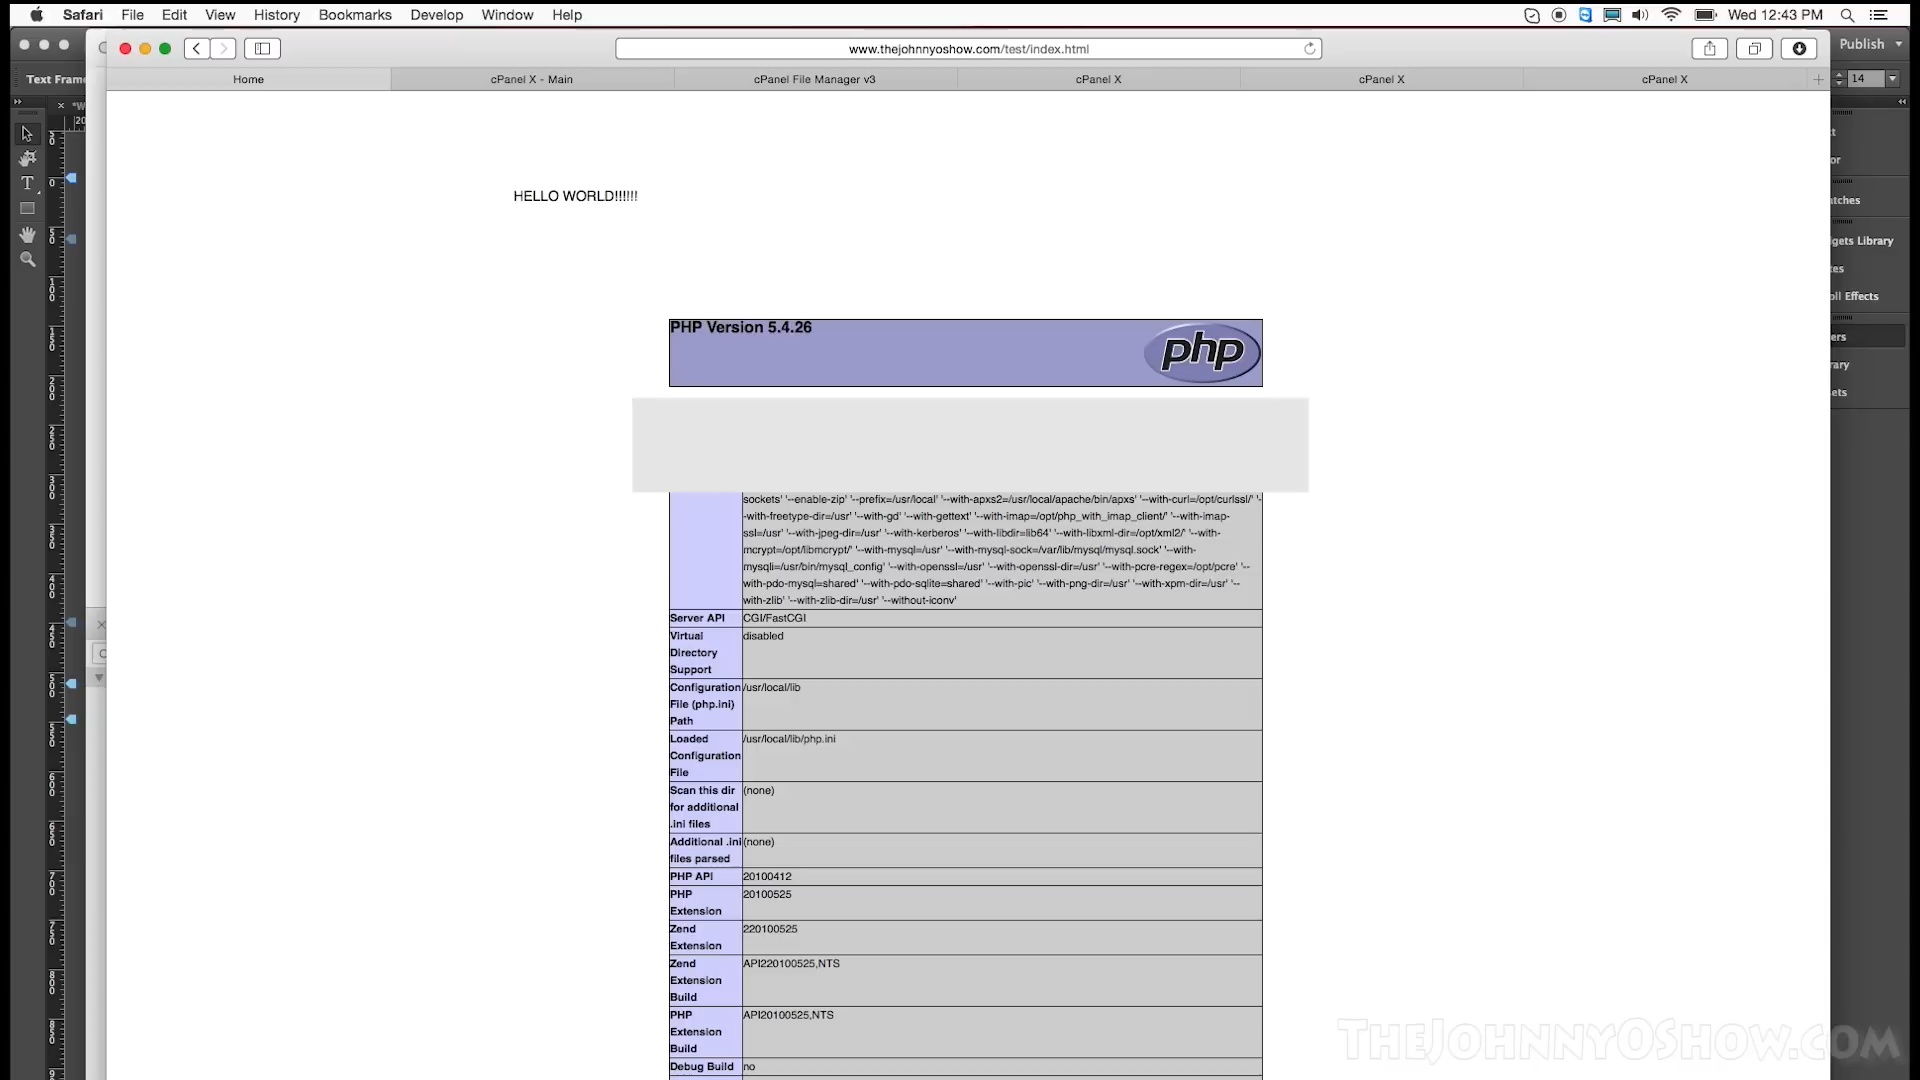 Safari File Edit View History Bookmarks Develop Window Help Wed 12:43 PM
www.thejohnnyoshow.com/test/index.html
Publish
Text Frame
Home cPanel X - Main cPanel File Manager v3 cPanel X cPanel X cPanel X
14
HELLO WORLD!!!!!!
PHP Version 5.4.26
php
sockets' '--enable-zip' '--prefix=/usr/local' '--with-apxs2=/usr/local/apache/bin/apxs' '--with-curl=/opt/curlssl/' '-
-with-freetype-dir=/usr' '--with-gd' '--with-gettext' '--with-imap=/opt/php_with_imap_client/' '--with-imap-
ssl=/usr' '--with-jpeg-dir=/usr' '--with-kerberos' '--with-libdir=lib64' '--with-libxml-dir=/opt/xml2/' '--with-
mcrypt=/opt/libmcrypt/' '--with-mysql=/usr' '--with-mysql-sock=/var/lib/mysql/mysql.sock' '--with-
mysqli=/usr/bin/mysql_config' '--with-openssl=/usr' '--with-openssl-dir=/usr' '--with-pcre-regex=/opt/pcre' '--
with-pdo-mysql=shared' '--with-pdo-sqlite=shared' '--with-pic' '--with-png-dir=/usr' '--with-xpm-dir=/usr' '--
with-zlib' '--with-zlib-dir=/usr' '--without-iconv'
Server API CGI/FastCGI
Virtual disabled
Directory
Support
Configuration /usr/local/lib
File (php.ini)
Path
Loaded /usr/local/lib/php.ini
Configuration
File
Scan this dir (none)
for additional
.ini files
Additional .ini (none)
files parsed
PHP API 20100412
PHP 20100525
Extension
Zend 220100525
Extension
Zend API220100525,NTS
Extension
Build
PHP API20100525,NTS
Extension
Build
Debug Build no
gets Library
oll Effects
TheJohnnyOShow.com